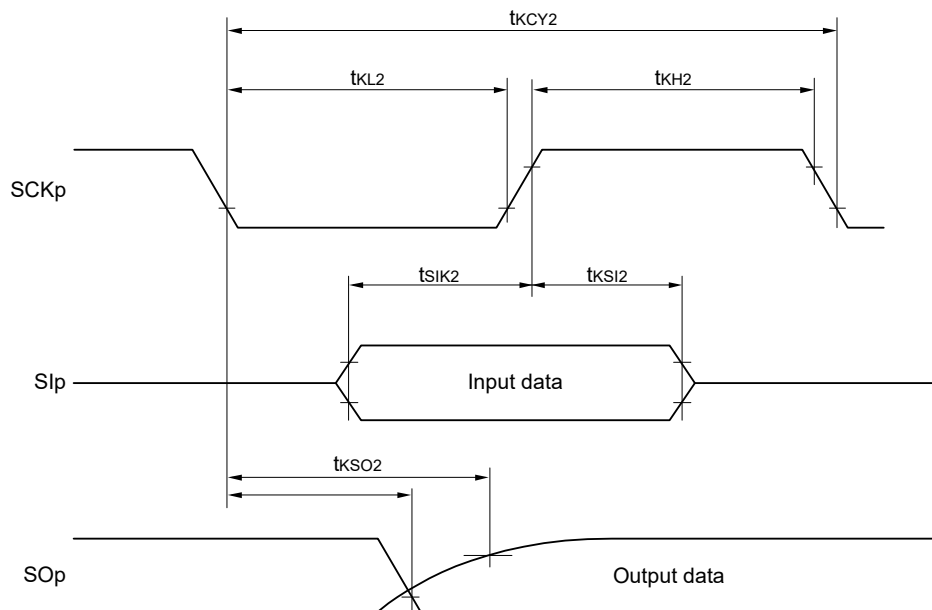 tKCY2
tKL2
tKH2
SCKp
tSIK2
tKSI2
SIp
Input data
tKSO2
SOp
Output data